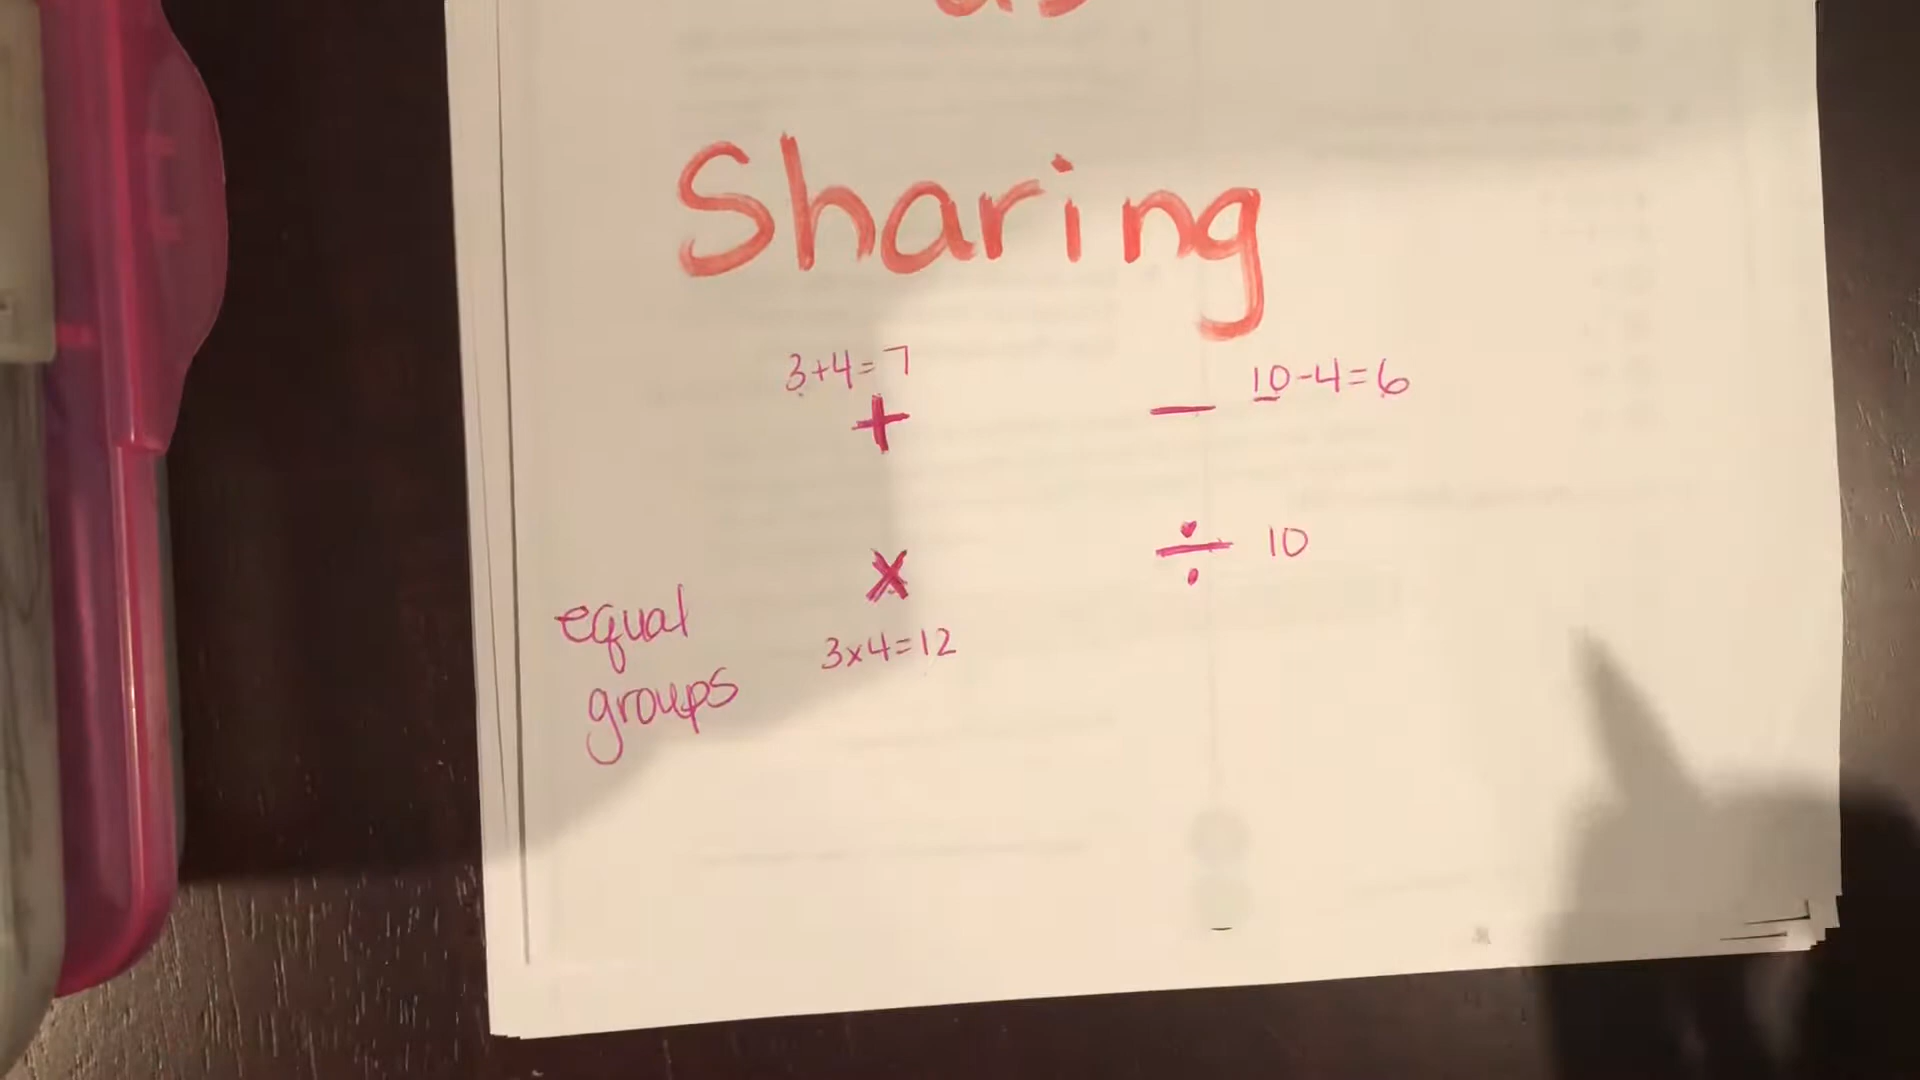 Sharing
3+4=7
+
− 10-4=6
÷ 10
×
equal
groups
3x4=12